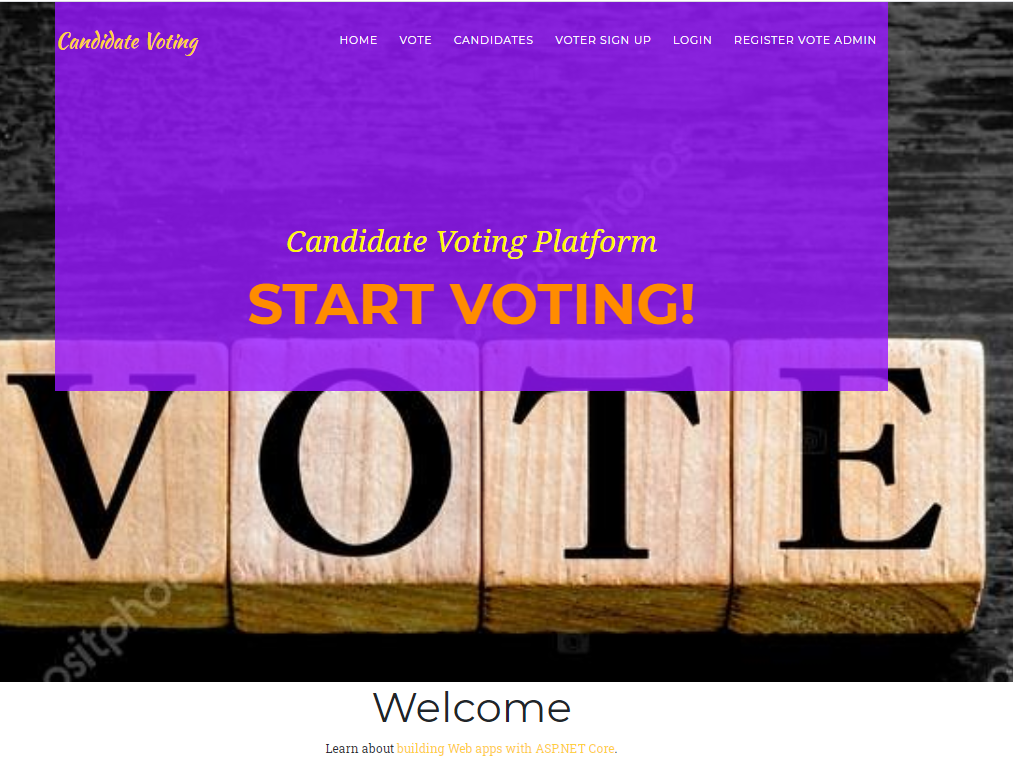 Candidate Voting
HOME VOTE CANDIDATES VOTER SIGN UP LOGIN REGISTER VOTE ADMIN
Candidate Voting Platform
START VOTING!
VOTE
Welcome
Learn about building Web apps with ASP.NET Core.